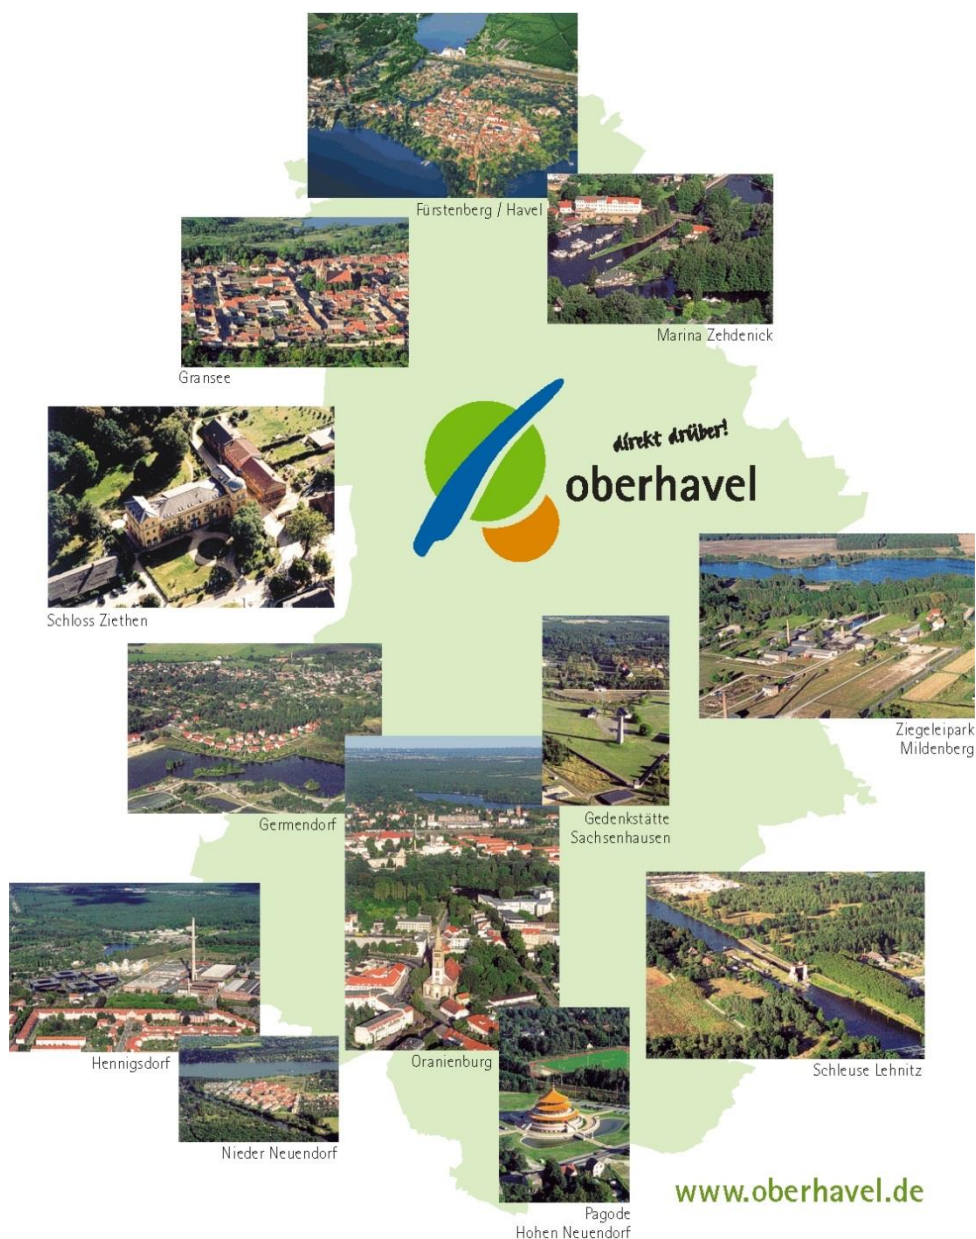 Fürstenberg / Havel
Marina Zehdenick
Gransee
direkt drüber!
oberhavel
Schloss Ziethen
Ziegeleipark
Mildenberg
Germendorf
Gedenkstätte
Sachsenhausen
Hennigsdorf
Oranienburg
Schleuse Lehnitz
Nieder Neuendorf
www.oberhavel.de
Pagode
Hohen Neuendorf